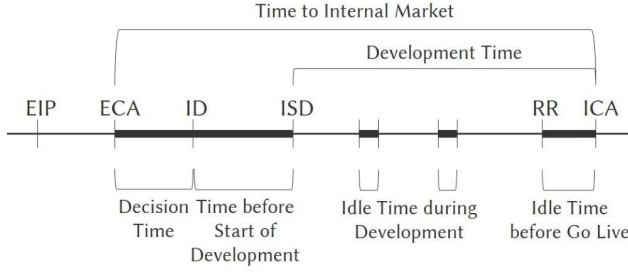 Time to Internal Market
Development Time
EIP ECA ID ISD RR ICA
Decision Time
Time before Start of Development
Idle Time during Development
Idle Time before Go Live